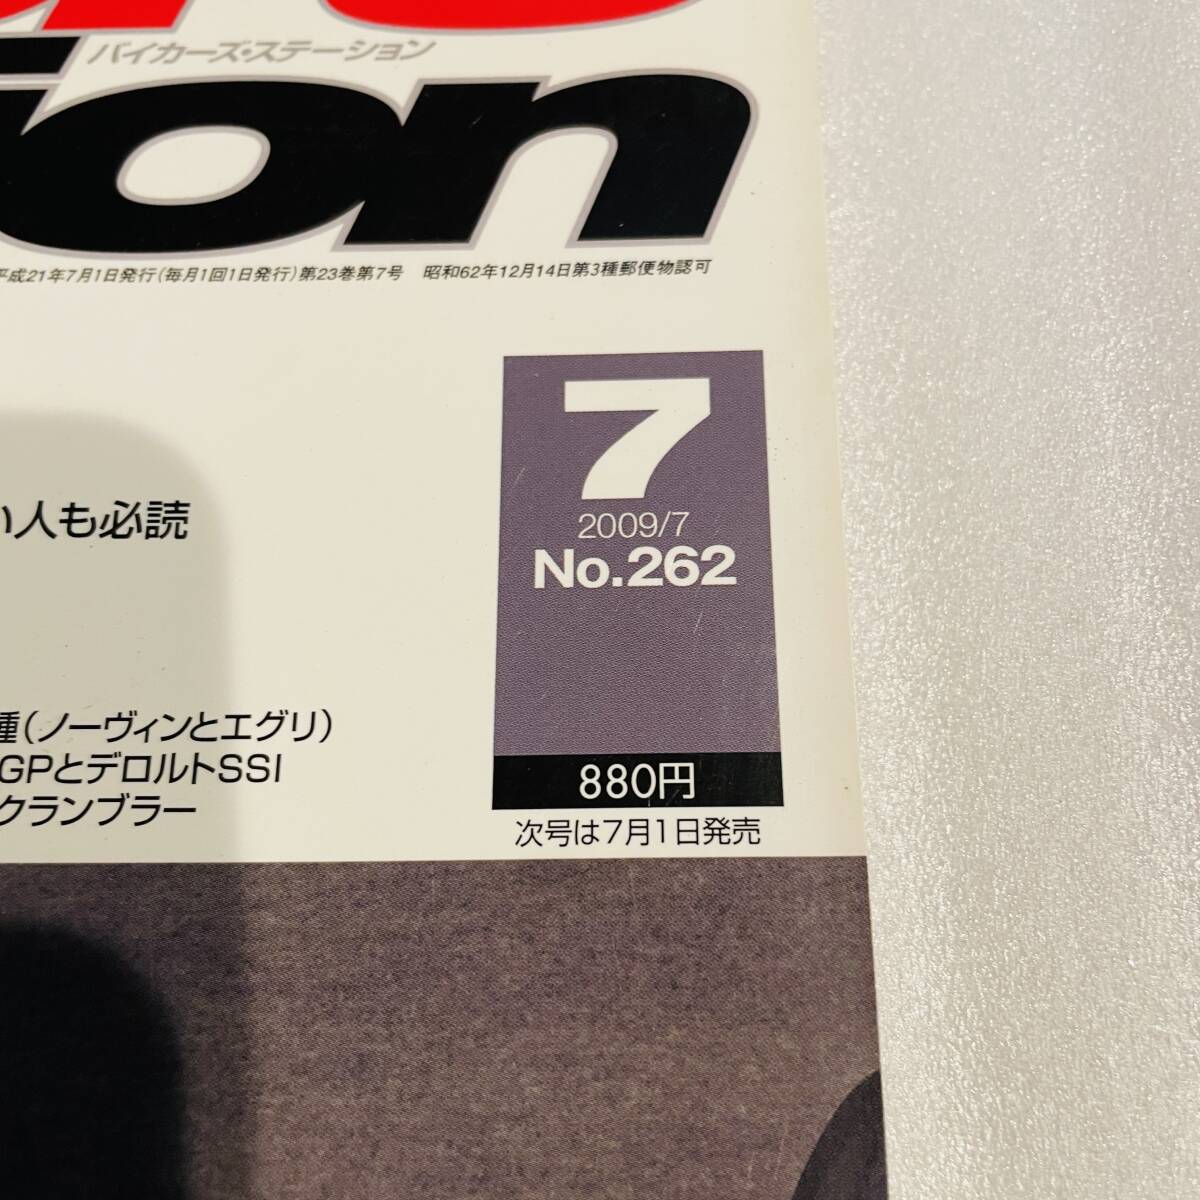 バイカーズ・ステーション
平成21年7月1日発行(毎月1回1日発行)第23巻第7号 昭和62年12月14日第3種郵便物認可
7
2009/7
No.262
い人も必読
種(ノーヴィンとエグリ)
GPとデロルトSSI
クランブラー
880円
次号は7月1日発売